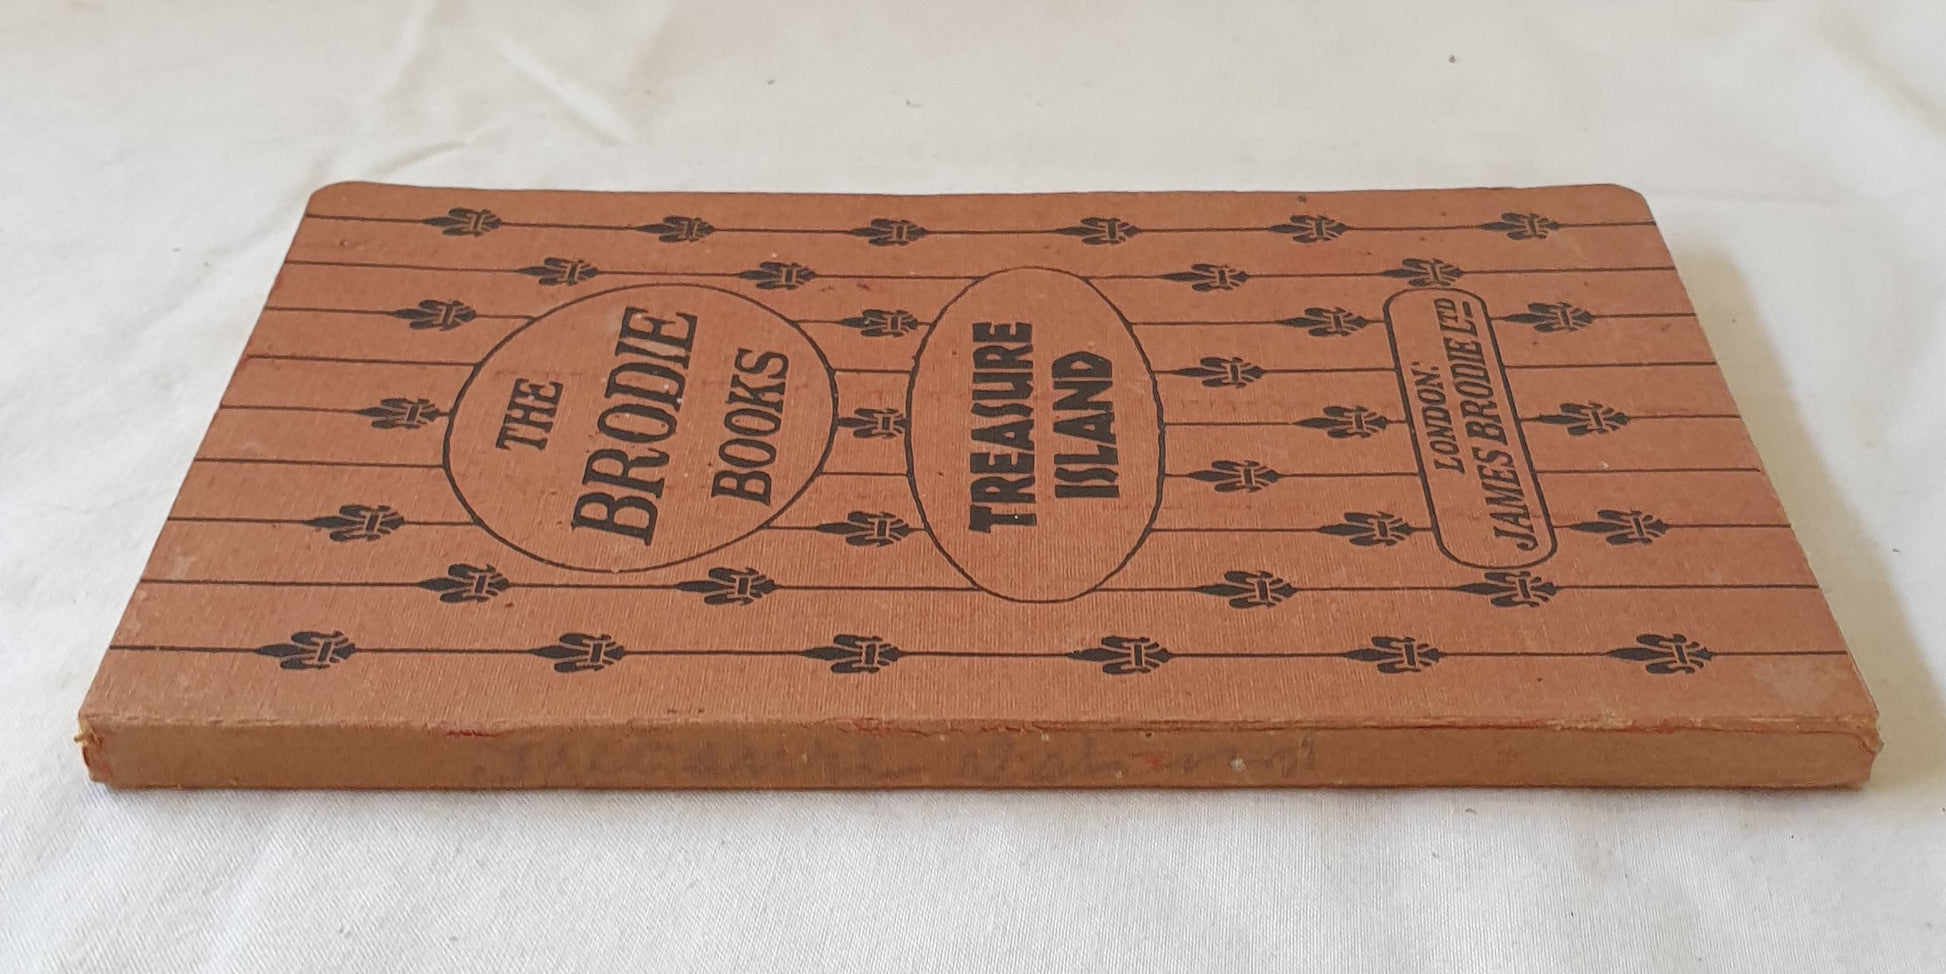 THE
BRODIE
BOOKS
TREASURE
ISLAND
LONDON:
JAMES BRODIE LTD